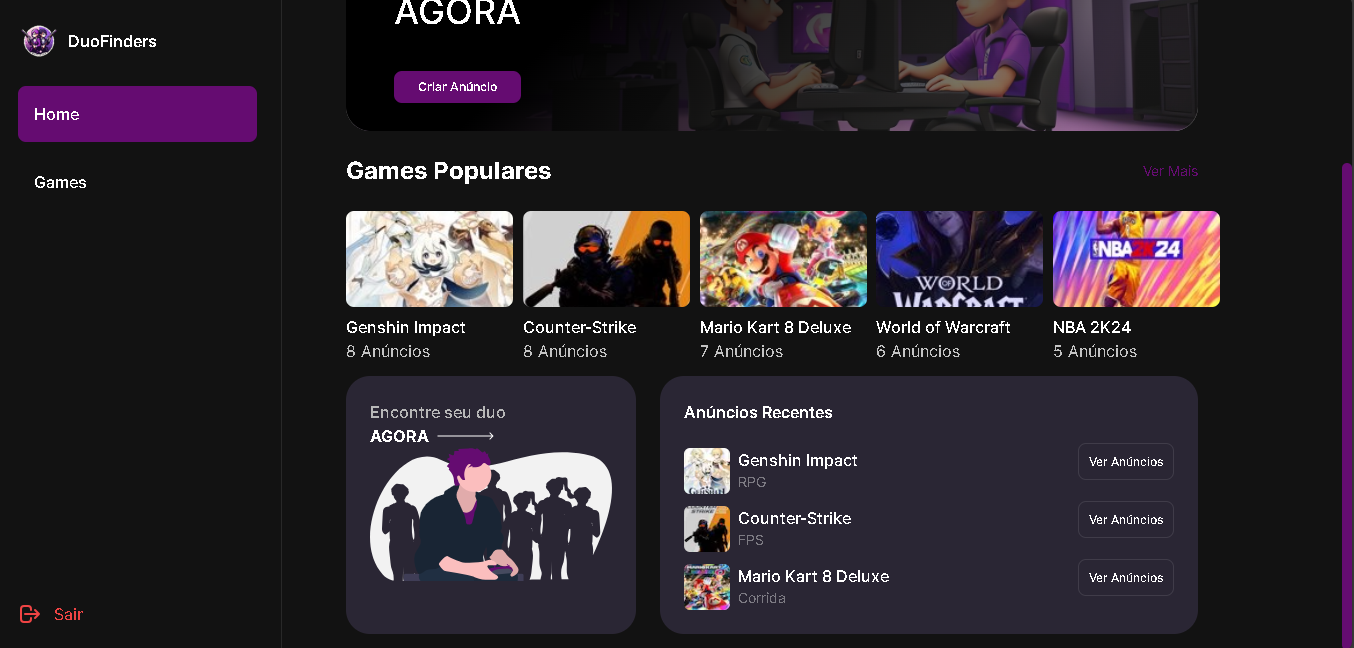 DuoFinders
Home
Games
Sair
AGORA
Criar Anúncio
Games Populares
Ver Mais
NBA 2K24
WORLD
OF
WARCRAFT
Genshin Impact
8 Anúncios
Counter-Strike
8 Anúncios
Mario Kart 8 Deluxe
7 Anúncios
World of Warcraft
6 Anúncios
NBA 2K24
5 Anúncios
Encontre seu duo
AGORA
Anúncios Recentes
Genshin Impact
RPG
Ver Anúncios
Counter-Strike
FPS
Ver Anúncios
Mario Kart 8 Deluxe
Corrida
Ver Anúncios